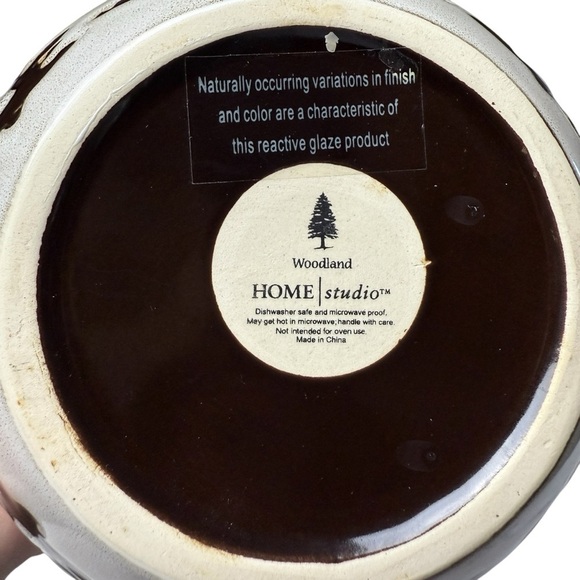 Naturally occurring variations in finish
and color are a characteristic of
this reactive glaze product
Woodland
HOME|studio™
Dishwasher safe and microwave proof.
May get hot in microwave; handle with care.
Not intended for oven use.
Made in China